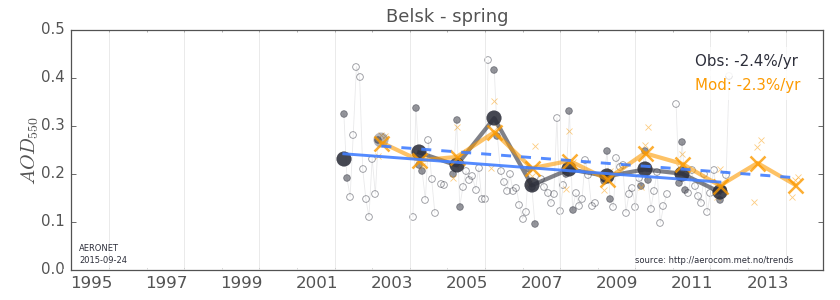 Belsk - spring
0.5
0.4
0.3
0.2
0.1
0.0
AOD550
Obs: -2.4%/yr
Mod: -2.3%/yr
AERONET
2015-09-24
source: http://aerocom.met.no/trends
1995 1997 1999 2001 2003 2005 2007 2009 2011 2013